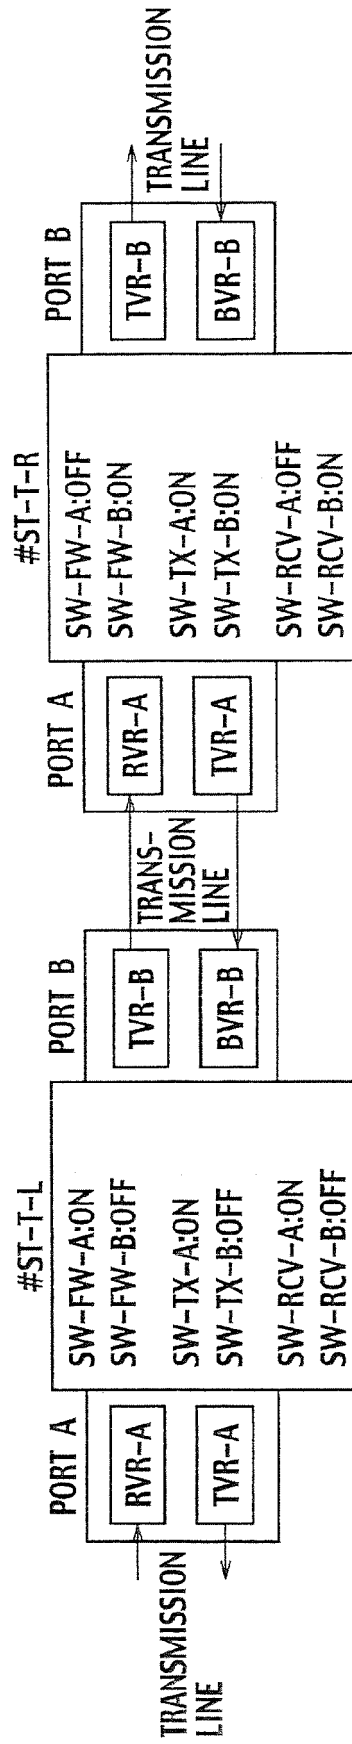 #ST-T-L
PORT A
RVR-A
TVR-A
TRANSMISSION
LINE
SW-FW-A:ON
SW-FW-B:OFF
SW-TX-A:ON
SW-TX-B:OFF
SW-RCV-A:ON
SW-RCV-B:OFF
PORT B
TVR-B
BVR-B
TRANS-
MISSION
LINE
#ST-T-R
PORT A
RVR-A
TVR-A
SW-FW-A:OFF
SW-FW-B:ON
SW-TX-A:ON
SW-TX-B:ON
SW-RCV-A:OFF
SW-RCV-B:ON
PORT B
TVR-B
BVR-B
TRANSMISSION
LINE